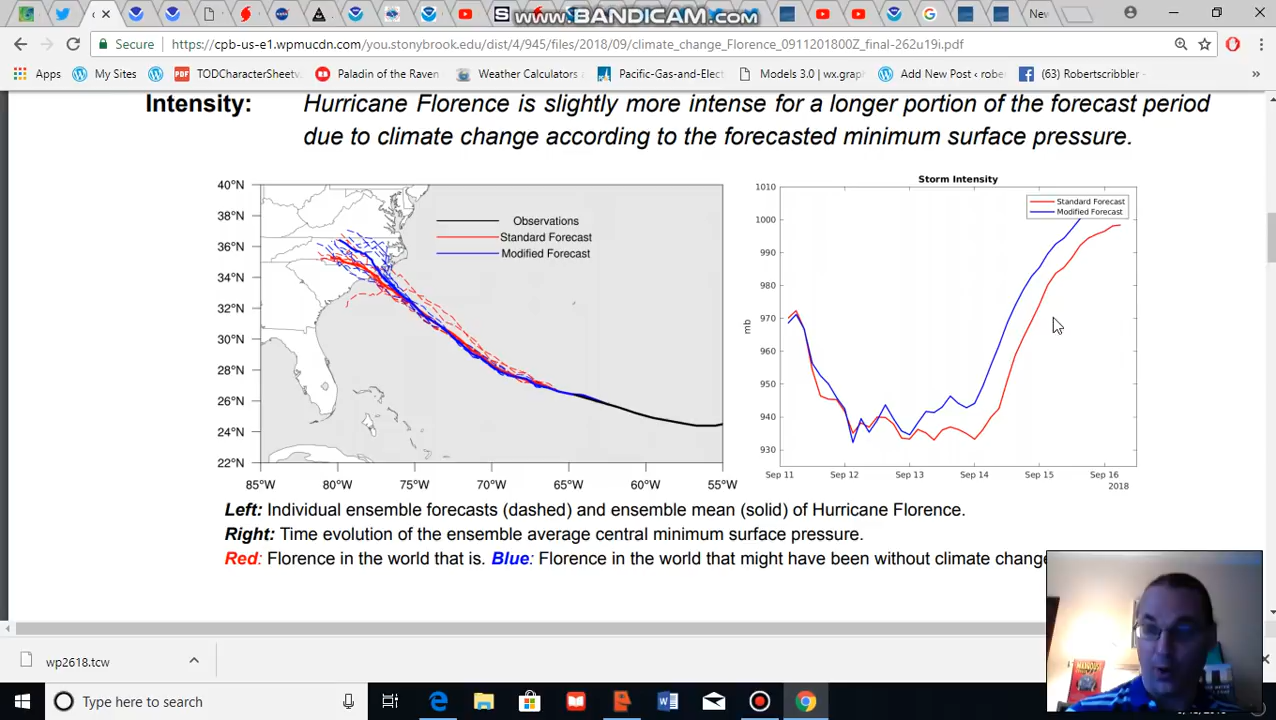 www.BANDICAM.com
New
Secure
https://cpb-us-e1.wpmucdn.com/you.stonybrook.edu/dist/4/945/files/2018/09/climate_change_Florence_0911201800Z_final-262u19i.pdf
Apps My Sites TODCharacterSheetv Paladin of the Raven Weather Calculators Pacific-Gas-and-Elec Models 3.0 | wx.grap Add New Post ‹ robe (63) Robertscribbler »
Intensity: Hurricane Florence is slightly more intense for a longer portion of the forecast period
due to climate change according to the forecasted minimum surface pressure.
40°N
38°N
36°N
34°N
32°N
30°N
28°N
26°N
24°N
22°N
85°W 80°W 75°W 70°W 65°W 60°W 55°W
Observations
Standard Forecast
Modified Forecast
Storm Intensity
1010
1000
990
980
970
960
950
940
930
mb
Standard Forecast
Modified Forecast
Sep 11 Sep 12 Sep 13 Sep 14 Sep 15 Sep 16
2018
Left: Individual ensemble forecasts (dashed) and ensemble mean (solid) of Hurricane Florence.
Right: Time evolution of the ensemble average central minimum surface pressure.
Red: Florence in the world that is. Blue: Florence in the world that might have been without climate change
wp2618.tcw
Type here to search